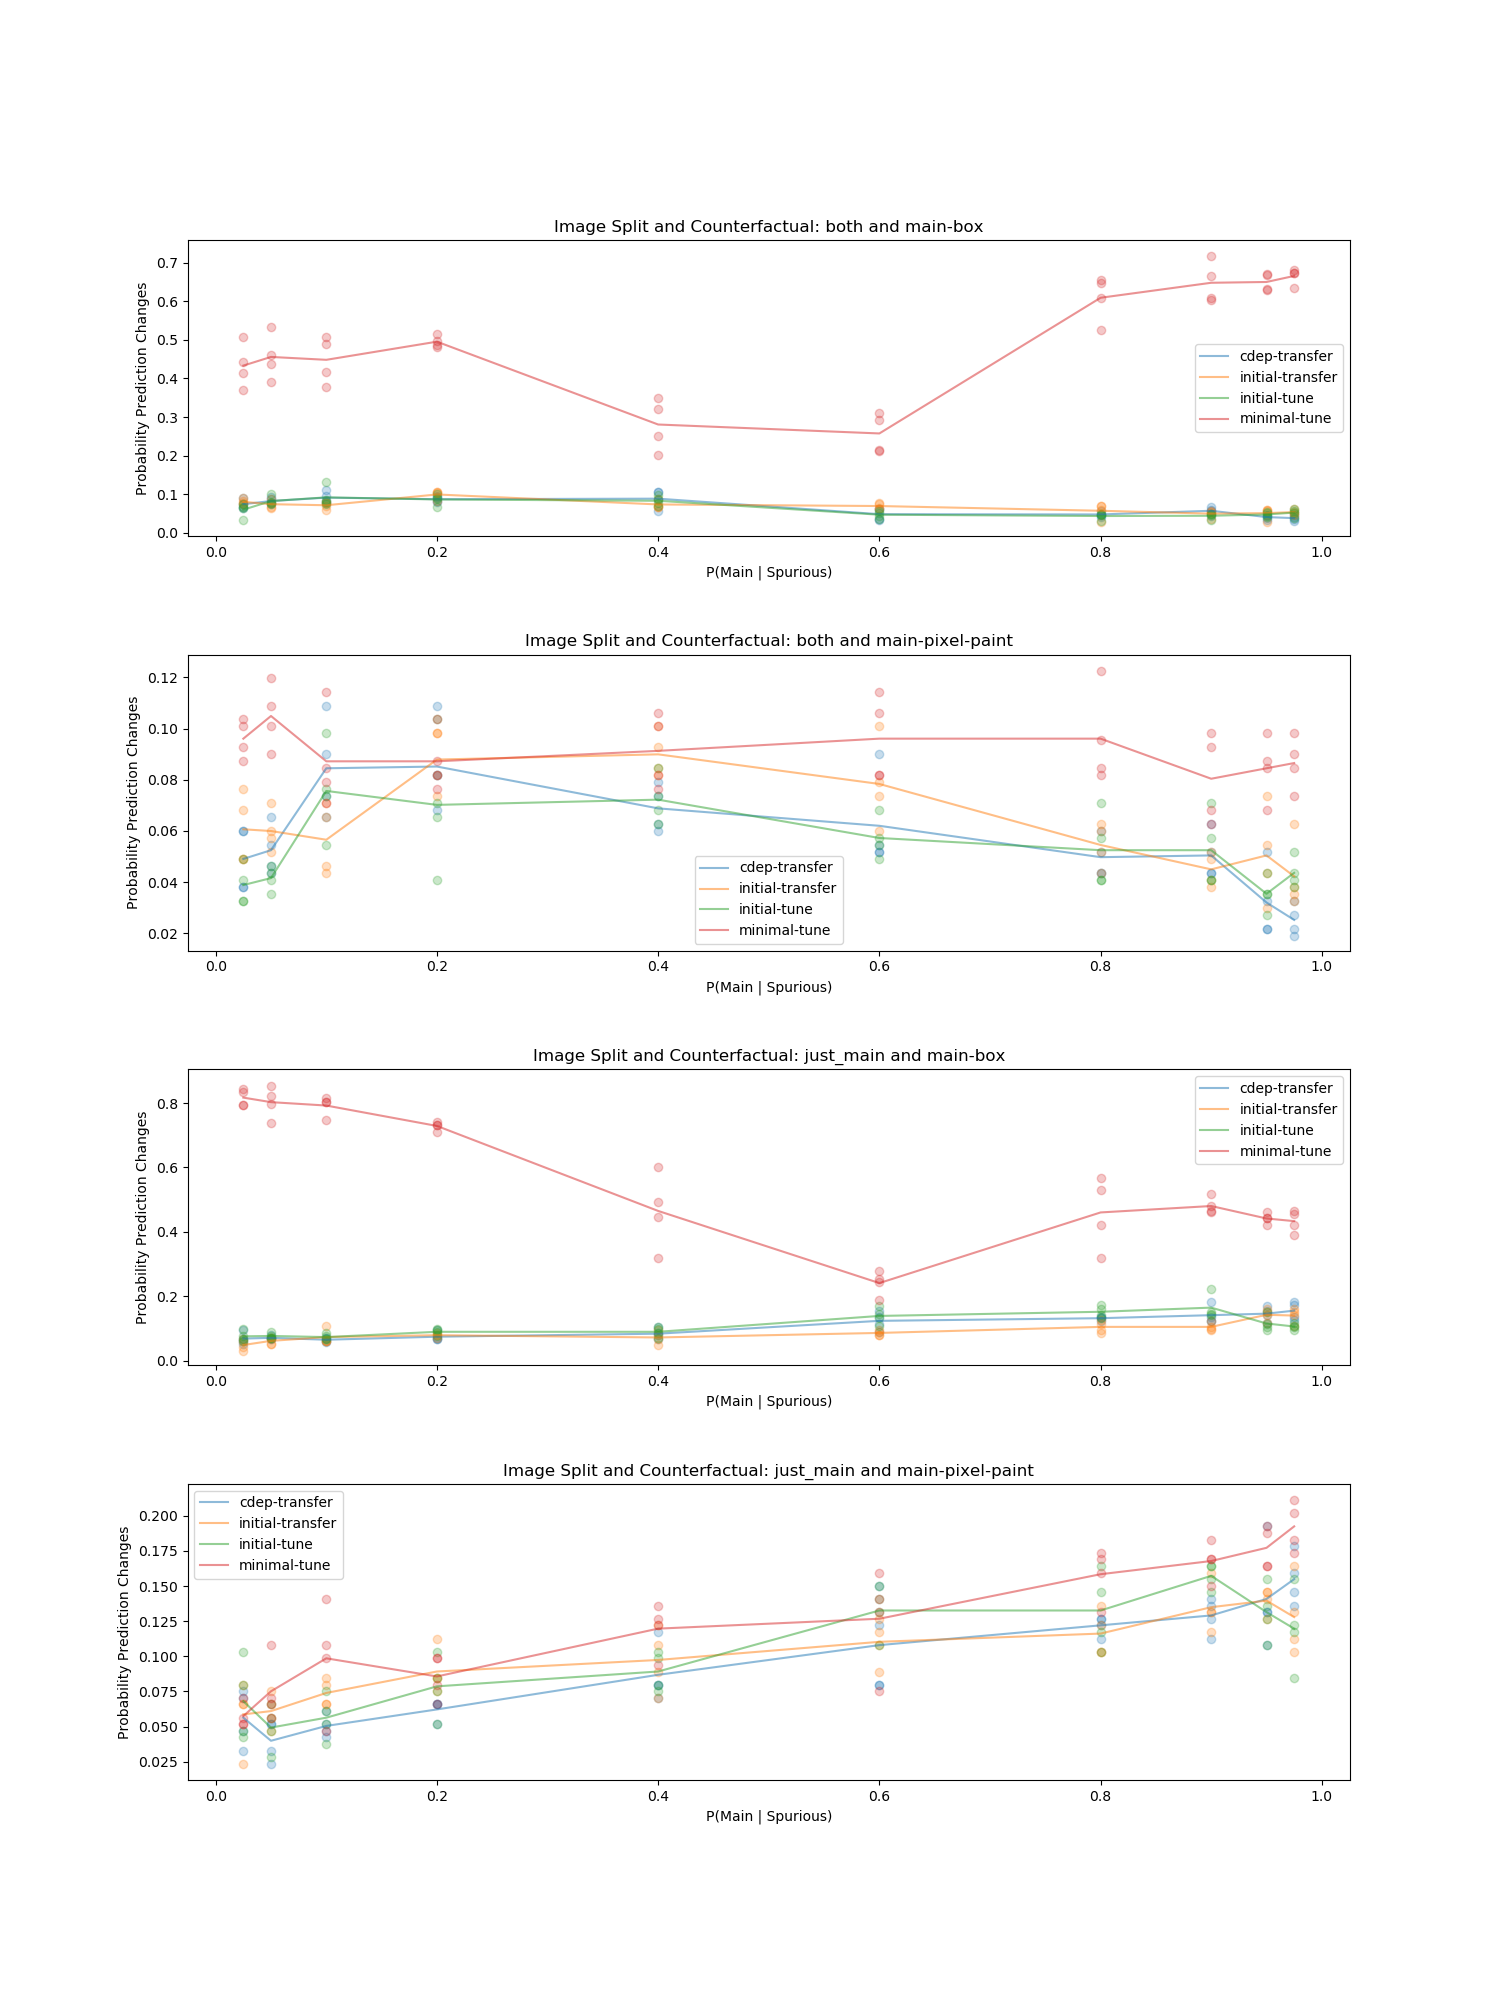 Image Split and Counterfactual: both and main-box
Probability Prediction Changes
0.7
0.6
0.5
0.4
0.3
0.2
0.1
0.0
cdep-transfer
initial-transfer
initial-tune
minimal-tune
0.0 0.2 0.4 0.6 0.8 1.0
P(Main | Spurious)
Image Split and Counterfactual: both and main-pixel-paint
Probability Prediction Changes
0.12
0.10
0.08
0.06
0.04
0.02
cdep-transfer
initial-transfer
initial-tune
minimal-tune
0.0 0.2 0.4 0.6 0.8 1.0
P(Main | Spurious)
Image Split and Counterfactual: just_main and main-box
Probability Prediction Changes
0.8
0.6
0.4
0.2
0.0
cdep-transfer
initial-transfer
initial-tune
minimal-tune
0.0 0.2 0.4 0.6 0.8 1.0
P(Main | Spurious)
Image Split and Counterfactual: just_main and main-pixel-paint
Probability Prediction Changes
0.200
0.175
0.150
0.125
0.100
0.075
0.050
0.025
cdep-transfer
initial-transfer
initial-tune
minimal-tune
0.0 0.2 0.4 0.6 0.8 1.0
P(Main | Spurious)